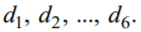 d₁, d₂, ..., d₆.